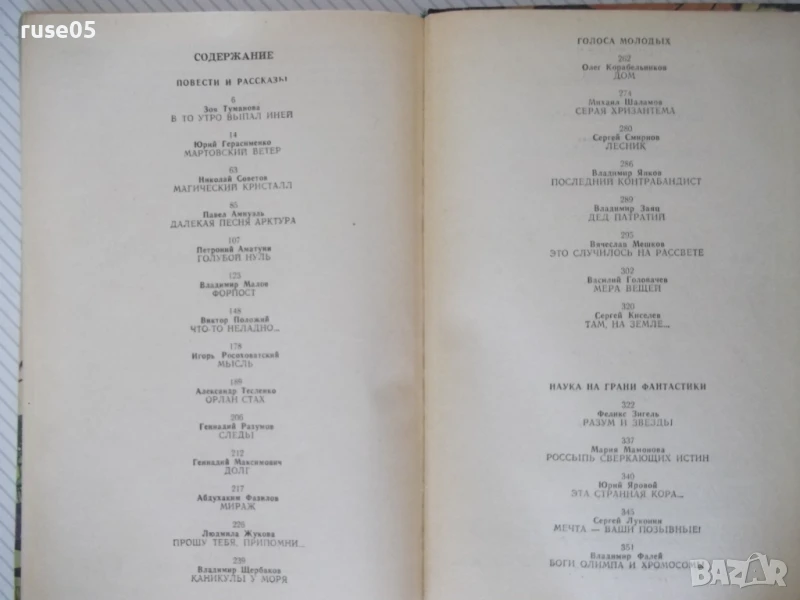 ruse05
СОДЕРЖАНИЕ
ПОВЕСТИ И РАССКАЗЫ
6
Зоя Туманова
В ТО УТРО ВЫПАЛ ИНЕЙ
14
Юрий Герасименко
МАРТОВСКИЙ ВЕТЕР
63
Николай Советов
МАГИЧЕСКИЙ КРИСТАЛЛ
85
Павел Амнуэль
ДАЛЕКАЯ ПЕСНЯ АРКТУРА
107
Петроний Аматуни
ГОЛУБОЙ НУЛЬ
123
Владимир Малов
ФОРПОСТ
148
Виктор Положий
ЧТО-ТО НЕЛАДНО...
178
Игорь Росоховатский
МЫСЛЬ
189
Александр Тесленко
ОРЛАН СТАХ
206
Геннадий Разумов
СЛЕДЫ
212
Геннадий Максимович
ДОЛГ
217
Абдухаким Фазилов
МИРАЖ
226
Людмила Жукова
ПРОШУ ТЕБЯ, ПРИПОМНИ...
239
Владимир Щербаков
КАНИКУЛЫ У МОРЯ
ГОЛОСА МОЛОДЫХ
262
Олег Корабельников
ДОМ
274
Михаил Шаламов
СЕРАЯ ХРИЗАНТЕМА
280
Сергей Смирнов
ЛЕСНИК
286
Владимир Янков
ПОСЛЕДНИЙ КОНТРАБАНДИСТ
289
Владимир Заяц
ДЕД ПАТРАТИЙ
295
Вячеслав Мешков
ЭТО СЛУЧИЛОСЬ НА РАССВЕТЕ
302
Василий Головачев
МЕРА ВЕЩЕЙ
320
Сергей Киселев
ТАМ, НА ЗЕМЛЕ...
НАУКА НА ГРАНИ ФАНТАСТИКИ
322
Феликс Зигель
РАЗУМ И ЗВЕЗДЫ
337
Мария Мамонова
РОССЫПЬ СВЕРКАЮЩИХ ИСТИН
340
Юрий Яровой
ЭТА СТРАННАЯ КОРА...
345
Сергей Луконин
МЕЧТА — ВАШИ ПОЗЫВНЫЕ!
351
Владимир Фалей
БОГИ ОЛИМПА И ХРОМОСОМЫ
BAZAR